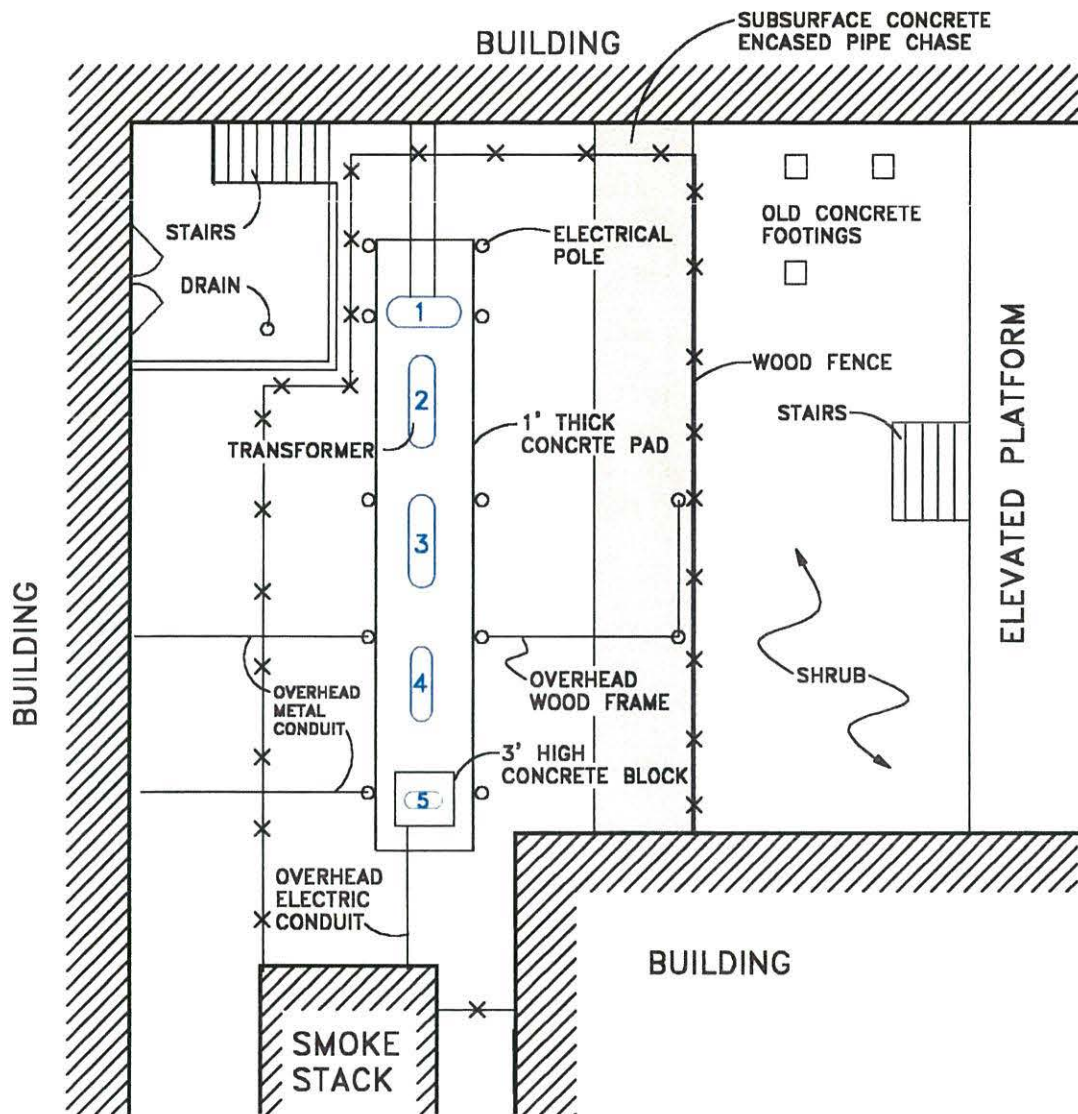 BUILDING
SUBSURFACE CONCRETE
ENCASED PIPE CHASE
STAIRS
DRAIN
ELECTRICAL
POLE
OLD CONCRETE
FOOTINGS
1
2
TRANSFORMER
1' THICK
CONCRTE PAD
WOOD FENCE
STAIRS
ELEVATED PLATFORM
3
BUILDING
OVERHEAD
METAL
CONDUIT
4
OVERHEAD
WOOD FRAME
SHRUB
3' HIGH
CONCRETE BLOCK
5
OVERHEAD
ELECTRIC
CONDUIT
BUILDING
SMOKE
STACK